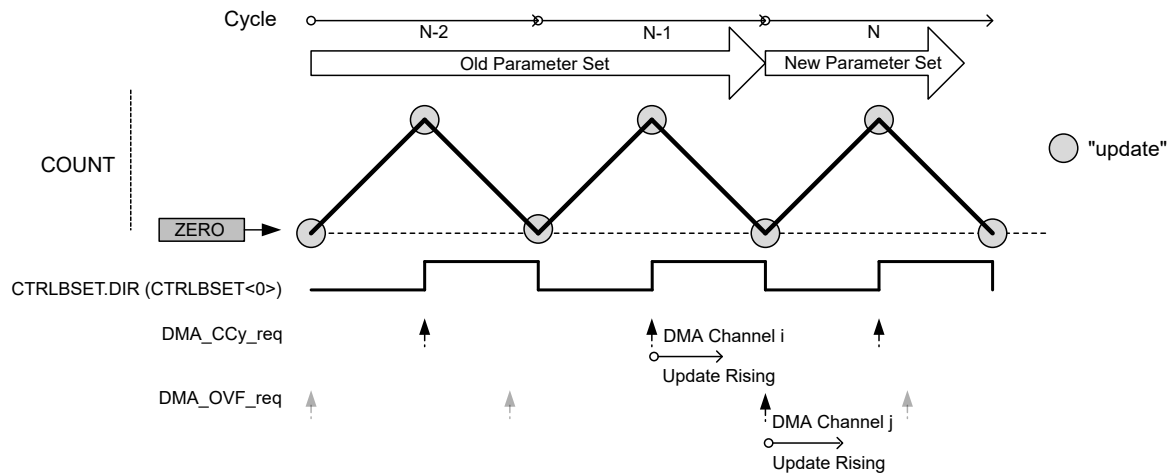 Cycle
N-2
N-1
N
Old Parameter Set
New Parameter Set
COUNT
"update"
ZERO
CTRLBSET.DIR (CTRLBSET<0>)
DMA_CCy_req
DMA Channel i
Update Rising
DMA_OVF_req
DMA Channel j
Update Rising